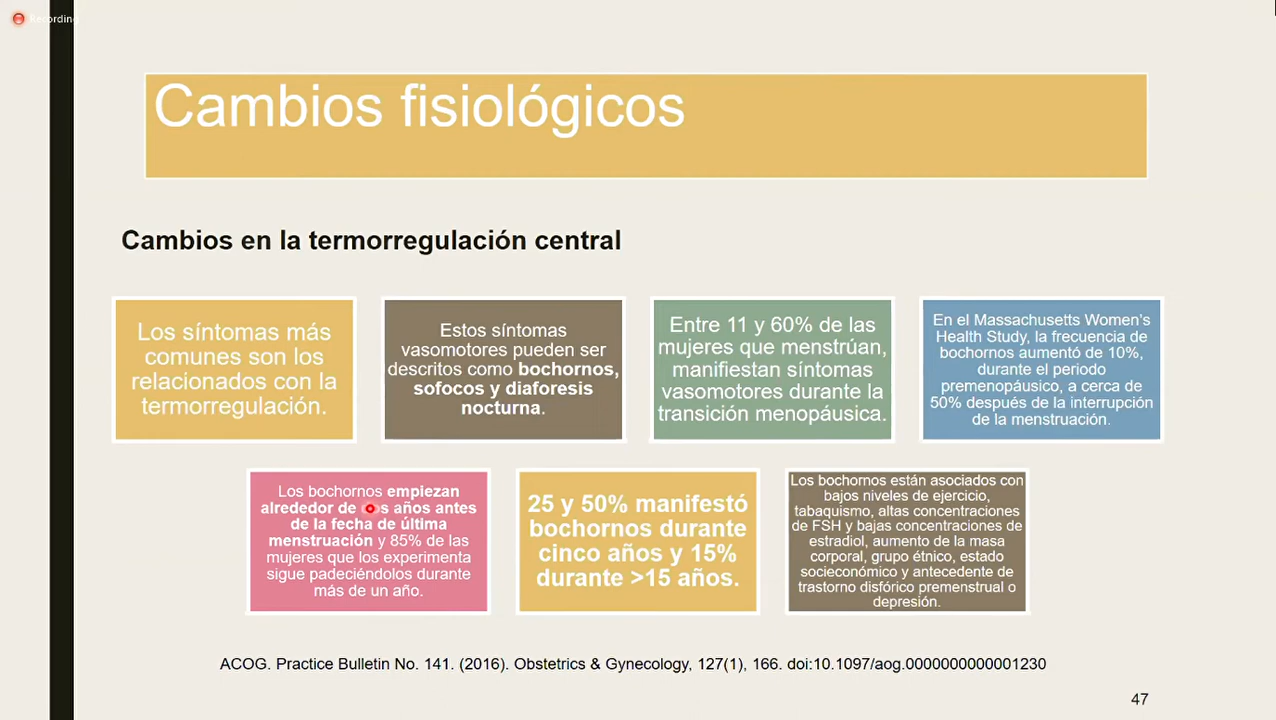 Recording
Cambios fisiológicos
Cambios en la termorregulación central
Los síntomas más
comunes son los
relacionados con la
termorregulación.
Estos síntomas
vasomotores pueden ser
descritos como bochornos,
sofocos y diaforesis
nocturna.
Entre 11 y 60% de las
mujeres que menstrúan,
manifiestan síntomas
vasomotores durante la
transición menopáusica.
En el Massachusetts Women's
Health Study, la frecuencia de
bochornos aumentó de 10%,
durante el periodo
premenopáusico, a cerca de
50% después de la interrupción
de la menstruación.
Los bochornos empiezan
alrededor de años antes
de la fecha de última
menstruación y 85% de las
mujeres que los experimenta
sigue padeciéndolos durante
más de un año.
25 y 50% manifestó
bochornos durante
cinco años y 15%
durante >15 años.
Los bochornos están asociados con
bajos niveles de ejercicio,
tabaquismo, altas concentraciones
de FSH y bajas concentraciones de
estradiol, aumento de la masa
corporal, grupo étnico, estado
socioeconómico y antecedente de
trastorno disfórico premenstrual o
depresión.
ACOG. Practice Bulletin No. 141. (2016). Obstetrics & Gynecology, 127(1), 166. doi:10.1097/aog.0000000000001230
47